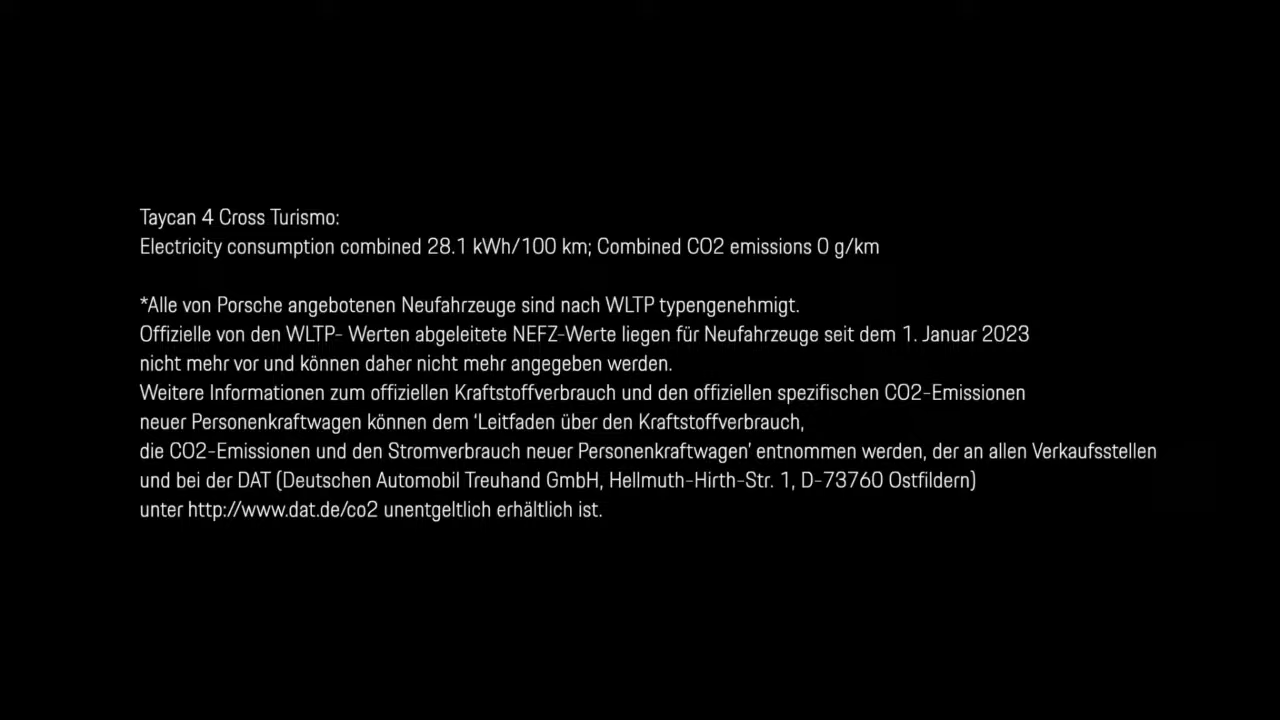 Taycan 4 Cross Turismo:
Electricity consumption combined 28.1 kWh/100 km; Combined CO2 emissions 0 g/km
*Alle von Porsche angebotenen Neufahrzeuge sind nach WLTP typengenehmigt.
Offizielle von den WLTP- Werten abgeleitete NEFZ-Werte liegen für Neufahrzeuge seit dem 1. Januar 2023
nicht mehr vor und können daher nicht mehr angegeben werden.
Weitere Informationen zum offiziellen Kraftstoffverbrauch und den offiziellen spezifischen CO2-Emissionen
neuer Personenkraftwagen können dem ‘Leitfaden über den Kraftstoffverbrauch,
die CO2-Emissionen und den Stromverbrauch neuer Personenkraftwagen’ entnommen werden, der an allen Verkaufsstellen
und bei der DAT (Deutschen Automobil Treuhand GmbH, Hellmuth-Hirth-Str. 1, D-73760 Ostfildern)
unter http://www.dat.de/co2 unentgeltlich erhältlich ist.